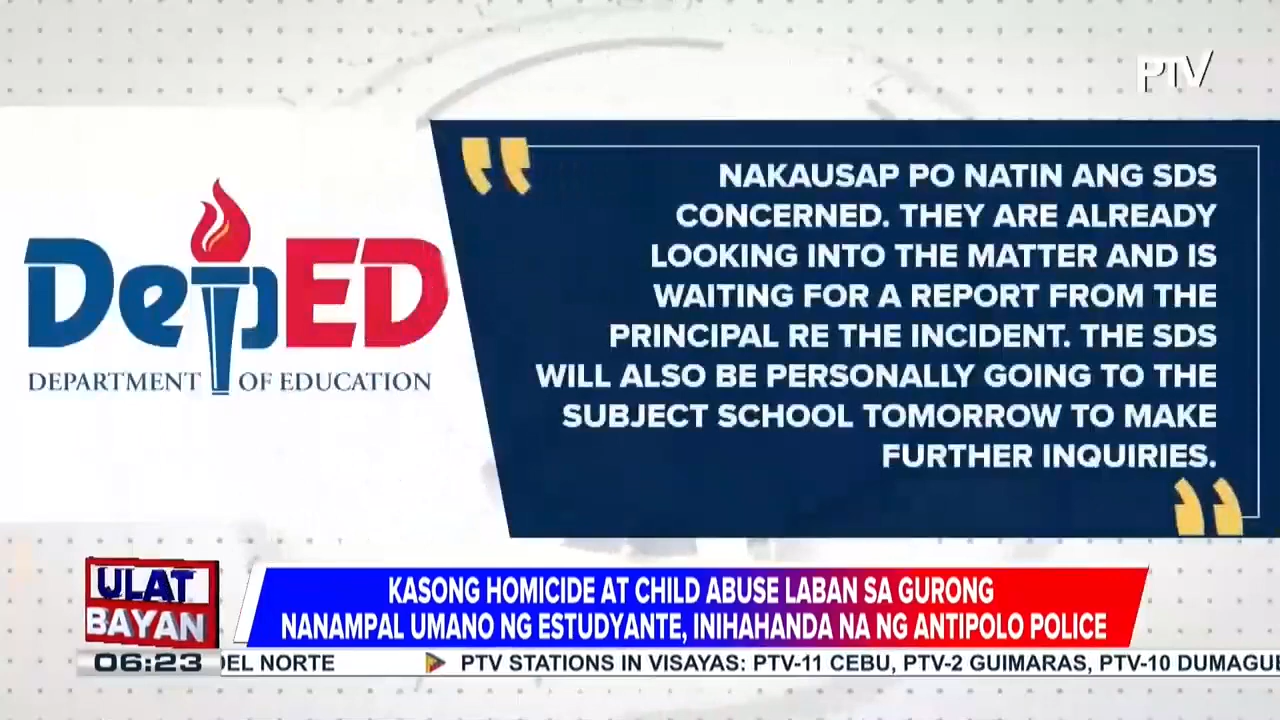 PTV
DepED
DEPARTMENT OF EDUCATION
NAKAUSAP PO NATIN ANG SDS
CONCERNED. THEY ARE ALREADY
LOOKING INTO THE MATTER AND IS
WAITING FOR A REPORT FROM THE
PRINCIPAL RE THE INCIDENT. THE SDS
WILL ALSO BE PERSONALLY GOING TO THE
SUBJECT SCHOOL TOMORROW TO MAKE
FURTHER INQUIRIES.
ULAT
BAYAN
KASONG HOMICIDE AT CHILD ABUSE LABAN SA GURONG
NANAMPAL UMANO NG ESTUDYANTE, INIHAHANDA NA NG ANTIPOLO POLICE
06:23 DEL NORTE PTV STATIONS IN VISAYAS: PTV-11 CEBU, PTV-2 GUIMARAS, PTV-10 DUMAGUE